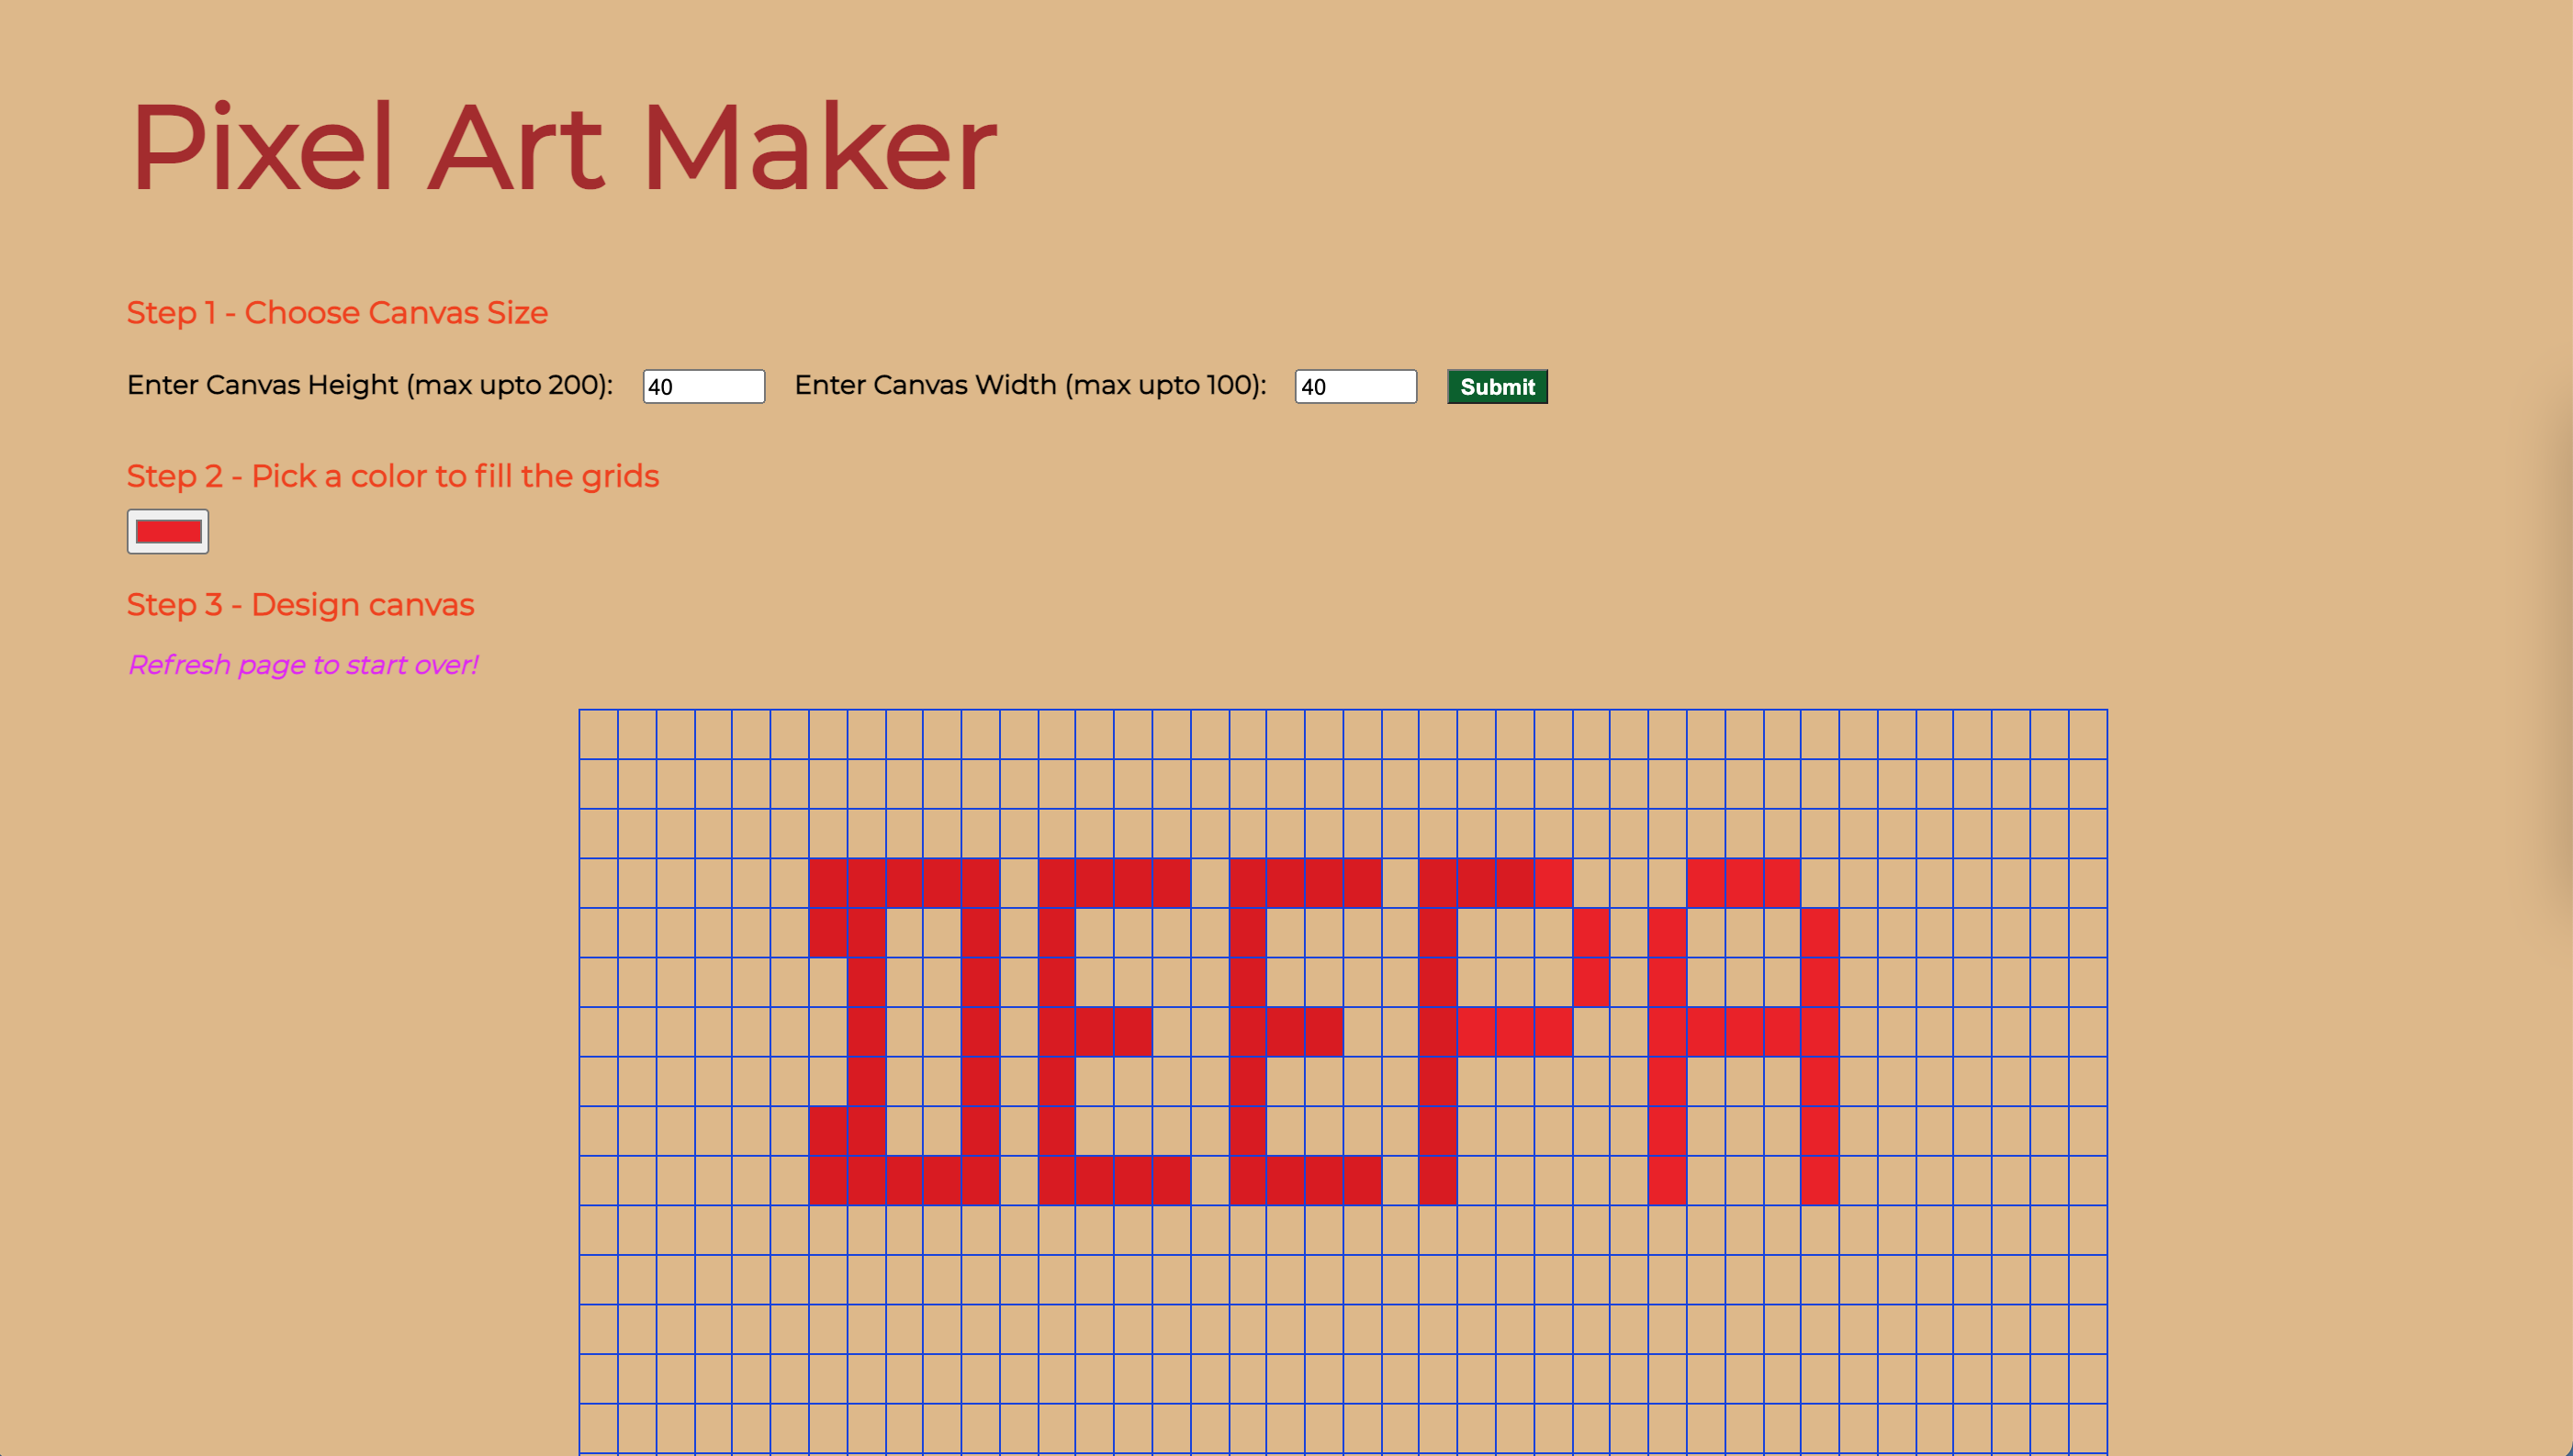 Pixel Art Maker
Step 1 - Choose Canvas Size
Enter Canvas Height (max upto 200): 40 Enter Canvas Width (max upto 100): 40 Submit
Step 2 - Pick a color to fill the grids
Step 3 - Design canvas
Refresh page to start over!
DEEPA